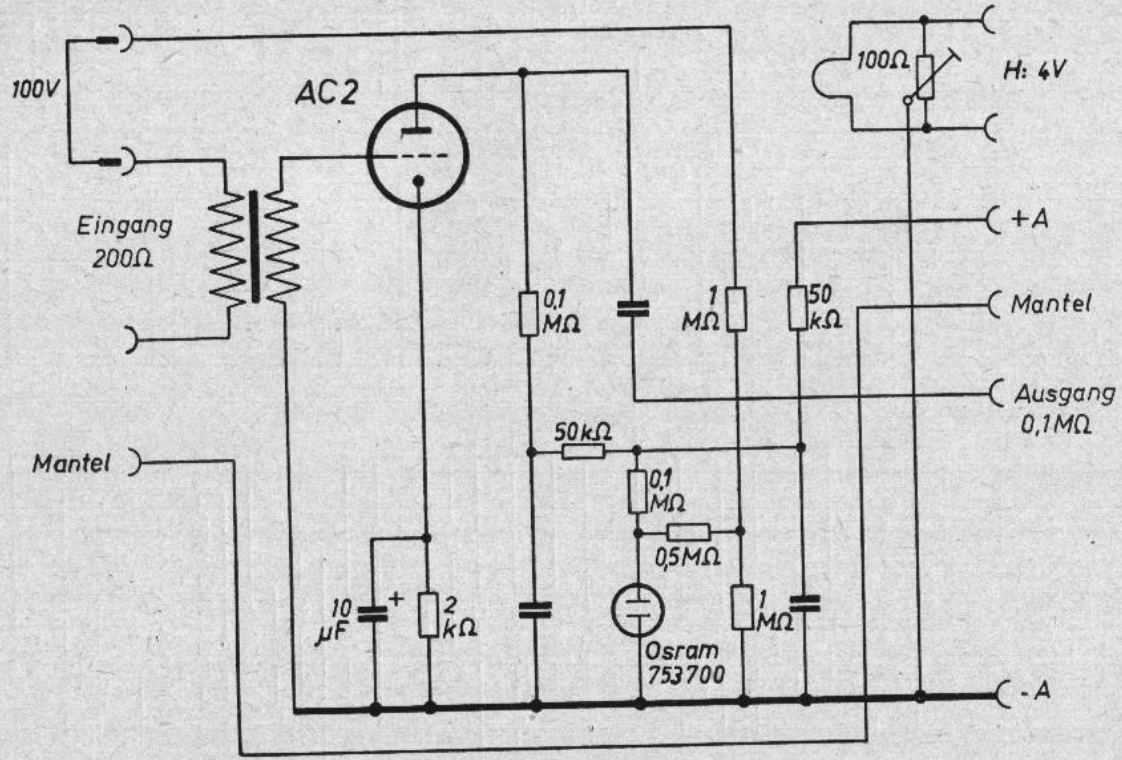 100V
AC2
100Ω
H: 4V
Eingang
200Ω
+A
0,1
MΩ
1
MΩ
50
kΩ
Mantel
Ausgang
0,1MΩ
50kΩ
Mantel
0,1
MΩ
0,5MΩ
10
μF
+
2
kΩ
1
MΩ
Osram
753700
-A